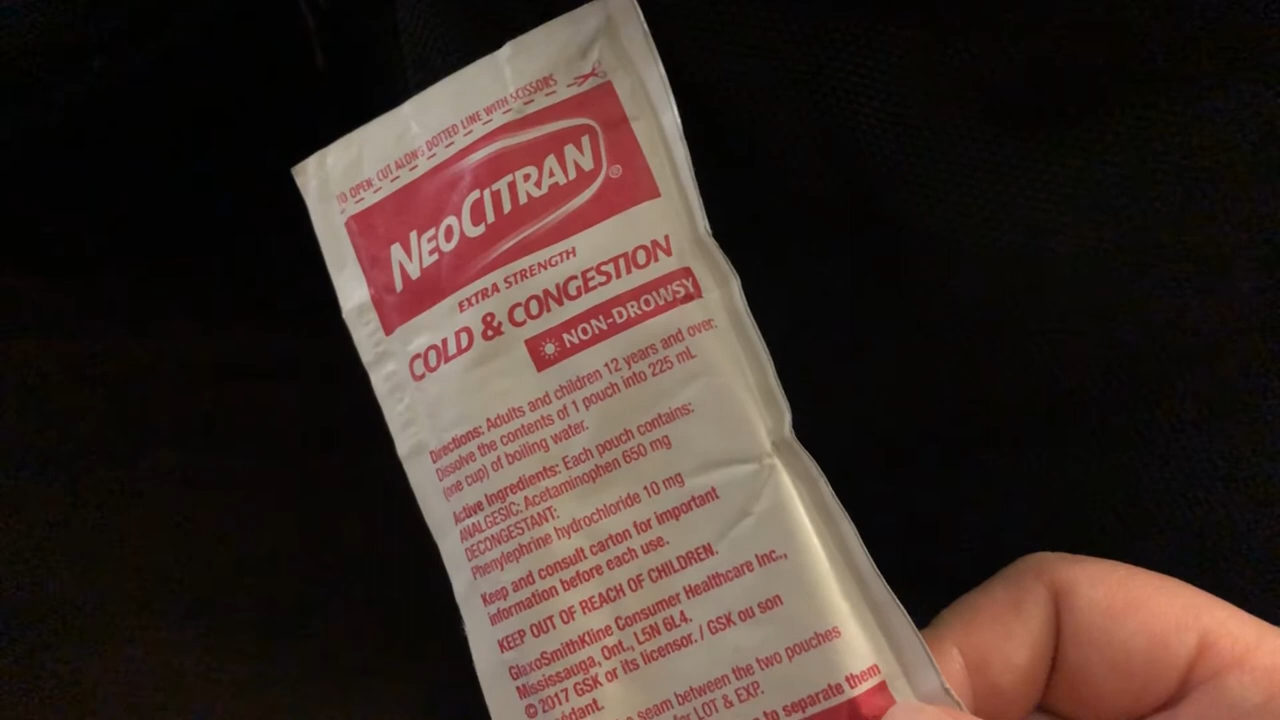 TO OPEN: CUT ALONG DOTTED LINE WITH SCISSORS
NEOCITRAN®
EXTRA STRENGTH
COLD & CONGESTION
NON-DROWSY
Directions: Adults and children 12 years and over:
Dissolve the contents of 1 pouch into 225 mL
(one cup) of boiling water.
Active Ingredients: Each pouch contains:
ANALGESIC: Acetaminophen 650 mg
DECONGESTANT:
Phenylephrine hydrochloride 10 mg
Keep and consult carton for important
information before each use.
KEEP OUT OF REACH OF CHILDREN.
GlaxoSmithKline Consumer Healthcare Inc.,
Mississauga, Ont., L5N 6L4.
© 2017 GSK or its licensor. / GSK ou son
seam between the two pouches
LOT & EXP.
to separate them